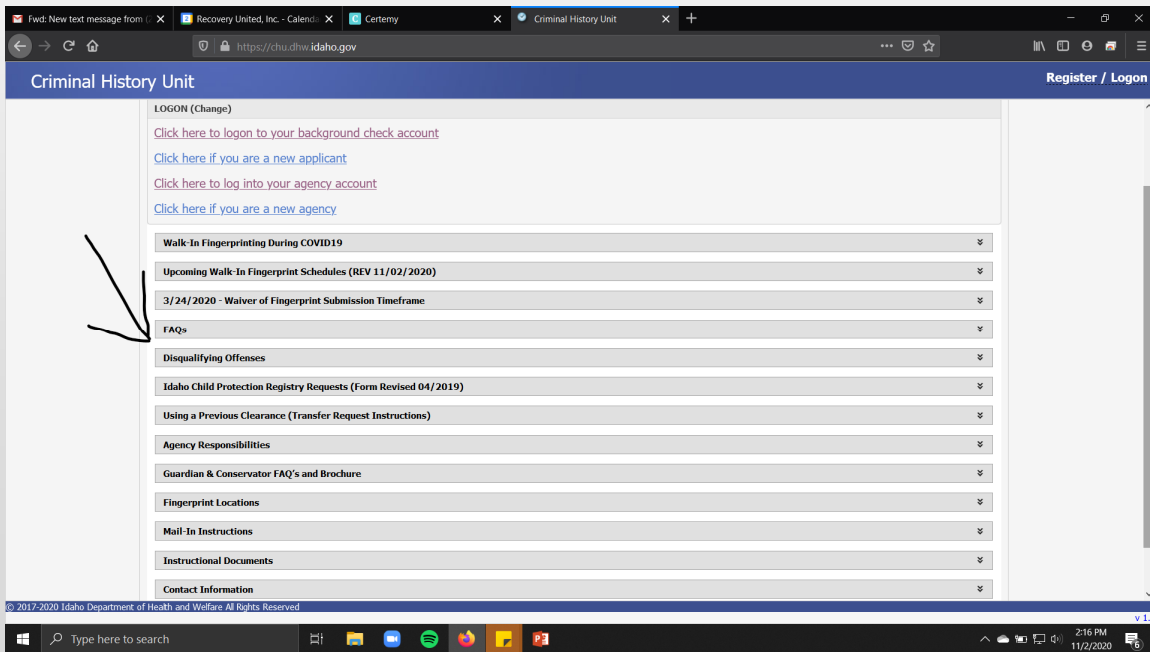 Fwd: New text message from (
Recovery United, Inc. - Calenda
Certemy
Criminal History Unit
https://chu.dhw.idaho.gov
Criminal History Unit
Register / Logon
LOGON (Change)
Click here to logon to your background check account
Click here if you are a new applicant
Click here to log into your agency account
Click here if you are a new agency
Walk-In Fingerprinting During COVID19
Upcoming Walk-In Fingerprint Schedules (REV 11/02/2020)
3/24/2020 - Waiver of Fingerprint Submission Timeframe
FAQs
Disqualifying Offenses
Idaho Child Protection Registry Requests (Form Revised 04/2019)
Using a Previous Clearance (Transfer Request Instructions)
Agency Responsibilities
Guardian & Conservator FAQ's and Brochure
Fingerprint Locations
Mail-In Instructions
Instructional Documents
Contact Information
© 2017-2020 Idaho Department of Health and Welfare All Rights Reserved
v 1.
Type here to search
2:16 PM
11/2/2020
6